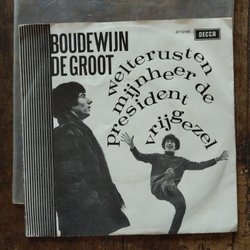 BOUDEWIJN
DE GROOT
DECCA
welterusten
mijnheer de
president
vrijgezel